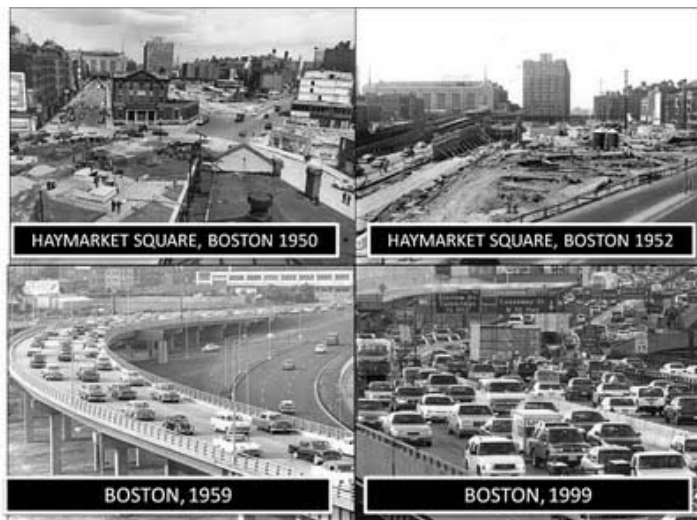 HAYMARKET SQUARE, BOSTON 1950
HAYMARKET SQUARE, BOSTON 1952
BOSTON, 1959
BOSTON, 1999